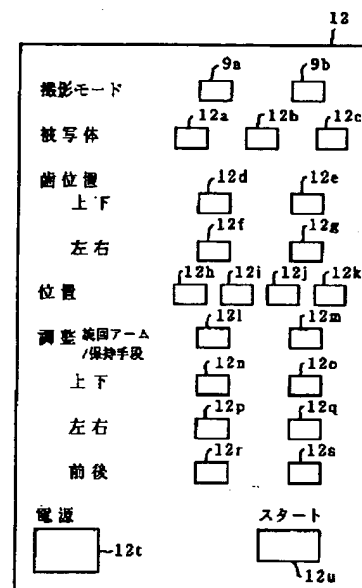 12
9a 9b
撮影モード
12a 12b 12c
被写体
歯位置
12d 12e
上下
12f 12g
左右
12h 12i 12j 12k
位置
12l 12m
調整 旋回アーム
/保持手段
12n 12o
上下
12p 12q
左右
12r 12s
前後
電源 スタート
12t
12u